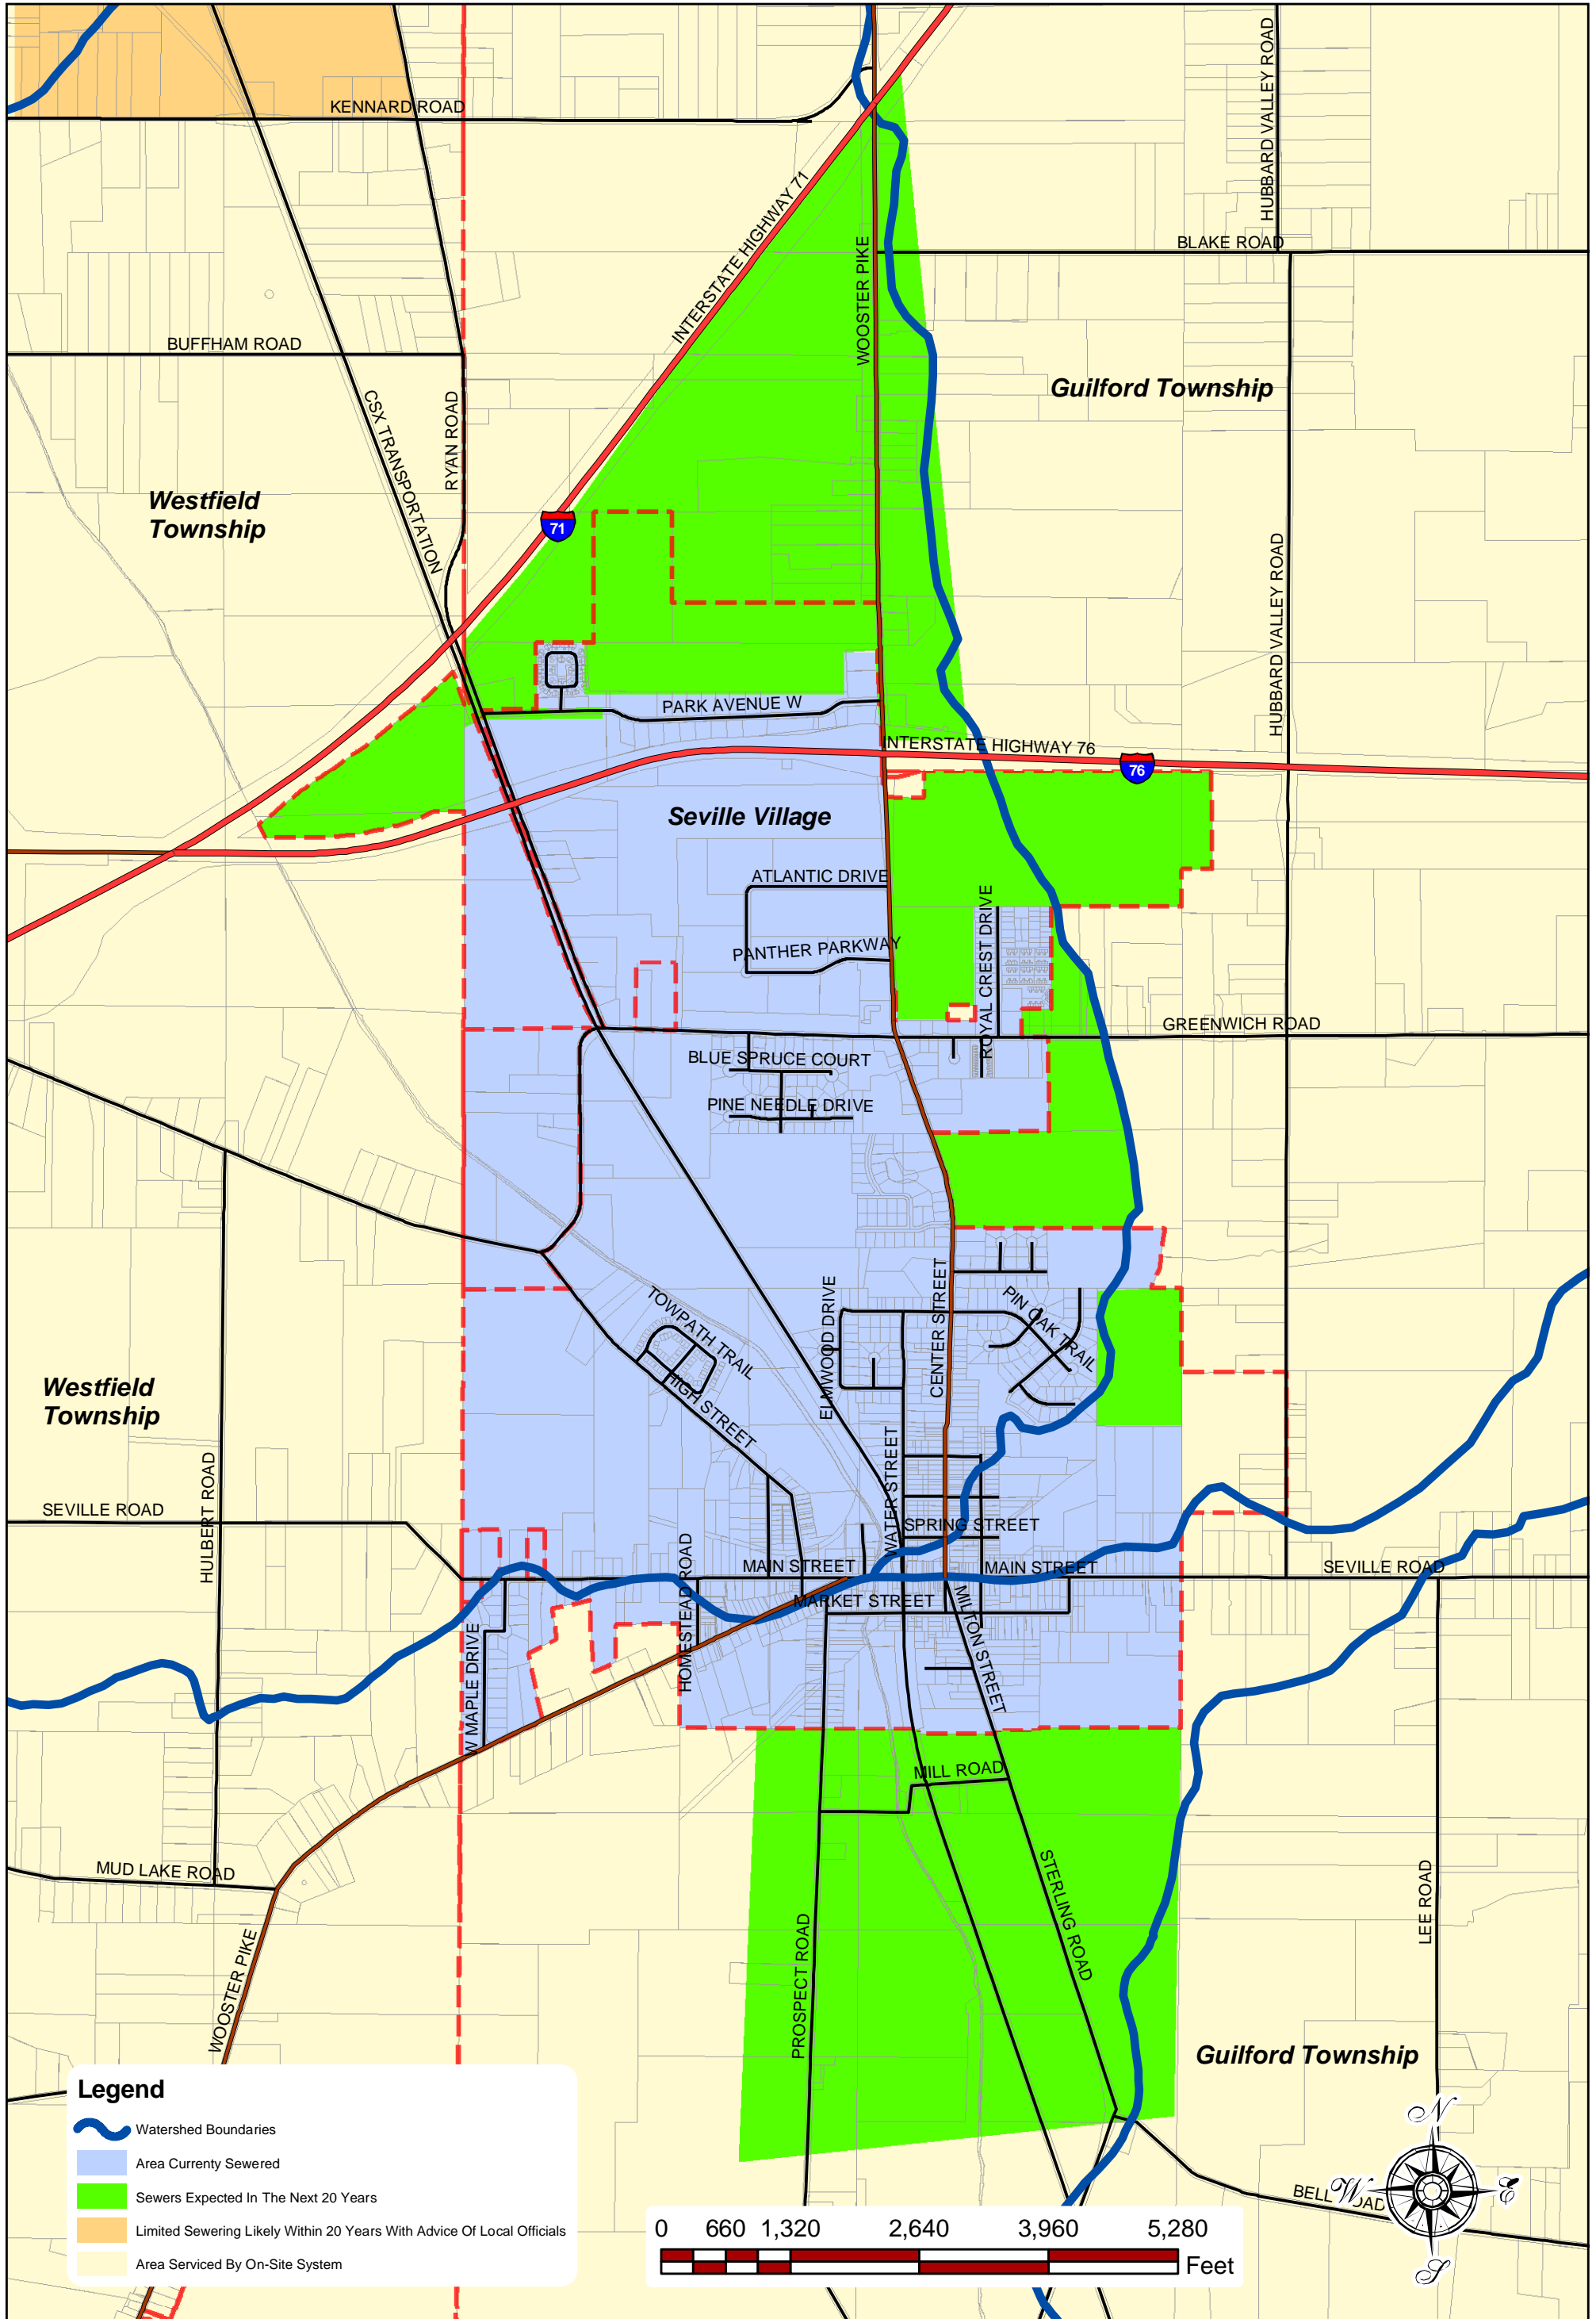 KENNARD ROAD
HUBBARD VALLEY ROAD
INTERSTATE HIGHWAY 71
WOOSTER PIKE
BLAKE ROAD
BUFFHAM ROAD
CSX TRANSPORTATION
RYAN ROAD
Guilford Township
Westfield
Township
71
HUBBARD VALLEY ROAD
PARK AVENUE W
INTERSTATE HIGHWAY 76
76
Seville Village
ATLANTIC DRIVE
PANTHER PARKWAY
ROYAL CREST DRIVE
GREENWICH ROAD
BLUE SPRUCE COURT
PINE NEEDLE DRIVE
TOWPATH TRAIL
ELMWOOD DRIVE
CENTER STREET
PIN OAK TRAIL
HIGH STREET
Westfield
Township
HULBERT ROAD
SEVILLE ROAD
WATER STREET
SPRING STREET
HOMESTEAD ROAD
MAIN STREET
MAIN STREET
SEVILLE ROAD
MARKET STREET
MILTON STREET
W MAPLE DRIVE
MILL ROAD
MUD LAKE ROAD
STERLING ROAD
LEE ROAD
PROSPECT ROAD
WOOSTER PIKE
Guilford Township
Legend
Watershed Boundaries
Area Currenty Sewered
Sewers Expected In The Next 20 Years
Limited Sewering Likely Within 20 Years With Advice Of Local Officials
Area Serviced By On-Site System
0 660 1,320 2,640 3,960 5,280
Feet
BELL ROAD
N
W
E
S